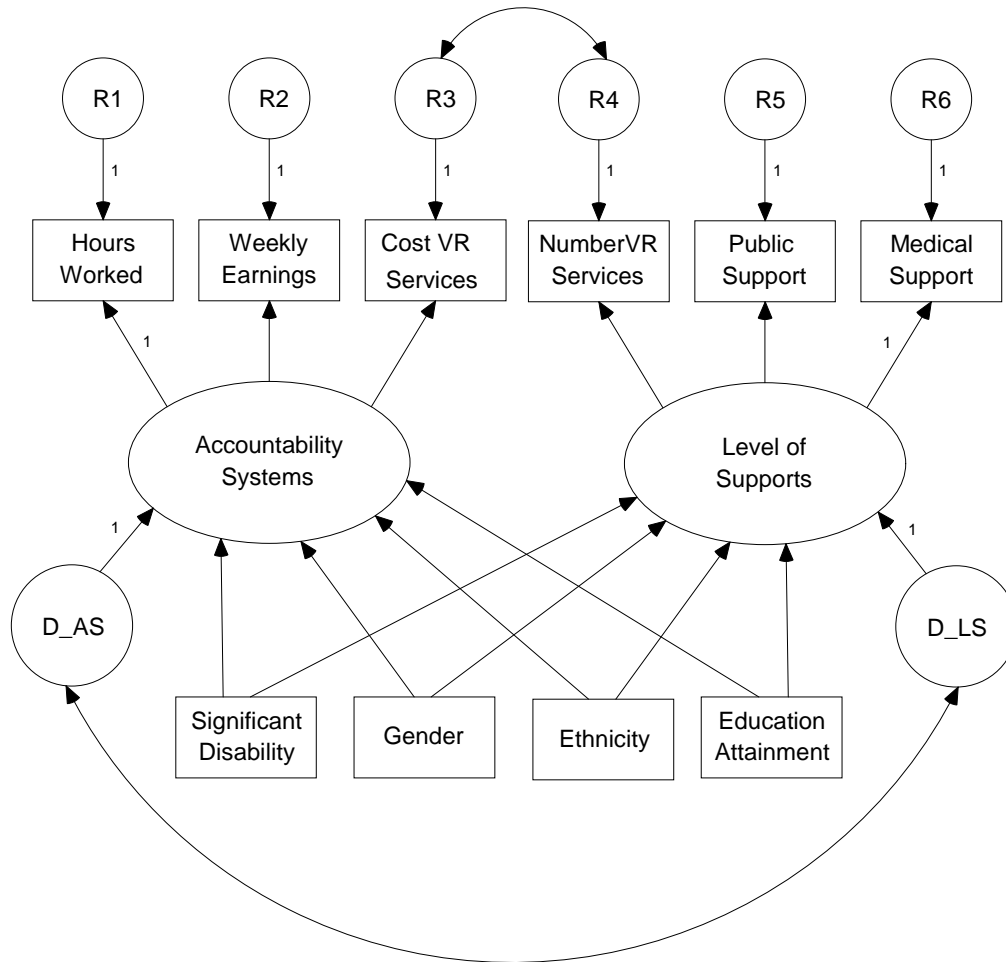 R1
R2
R3
R4
R5
R6
1
1
1
1
1
1
Hours
Worked
Weekly
Earnings
Cost VR
Services
NumberVR
Services
Public
Support
Medical
Support
1
1
Accountability
Systems
Level of
Supports
1
1
D_AS
D_LS
Significant
Disability
Gender
Ethnicity
Education
Attainment